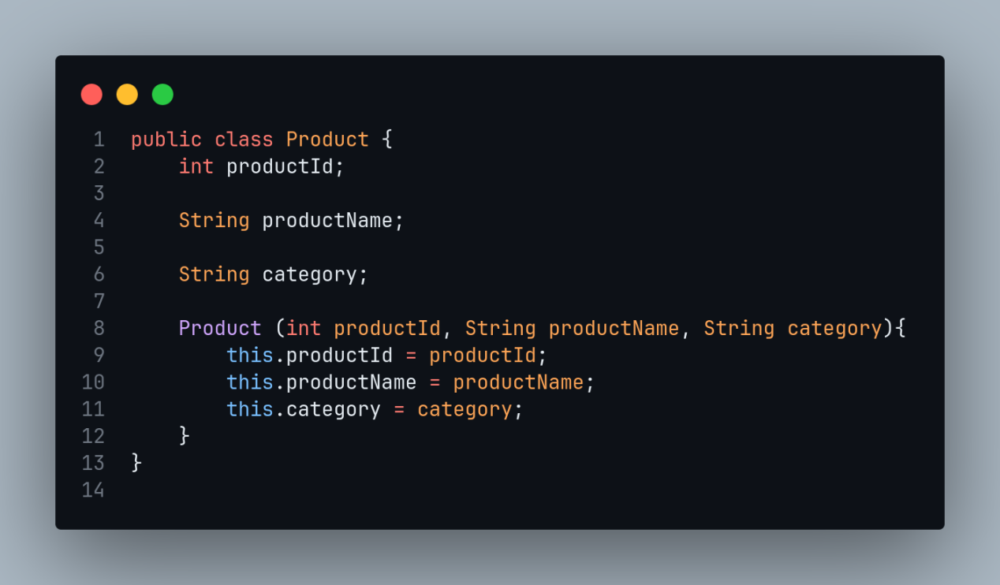 1 public class Product {
2     int productId;
3
4     String productName;
5
6     String category;
7
8     Product (int productId, String productName, String category){
9         this.productId = productId;
10         this.productName = productName;
11         this.category = category;
12     }
13 }
14